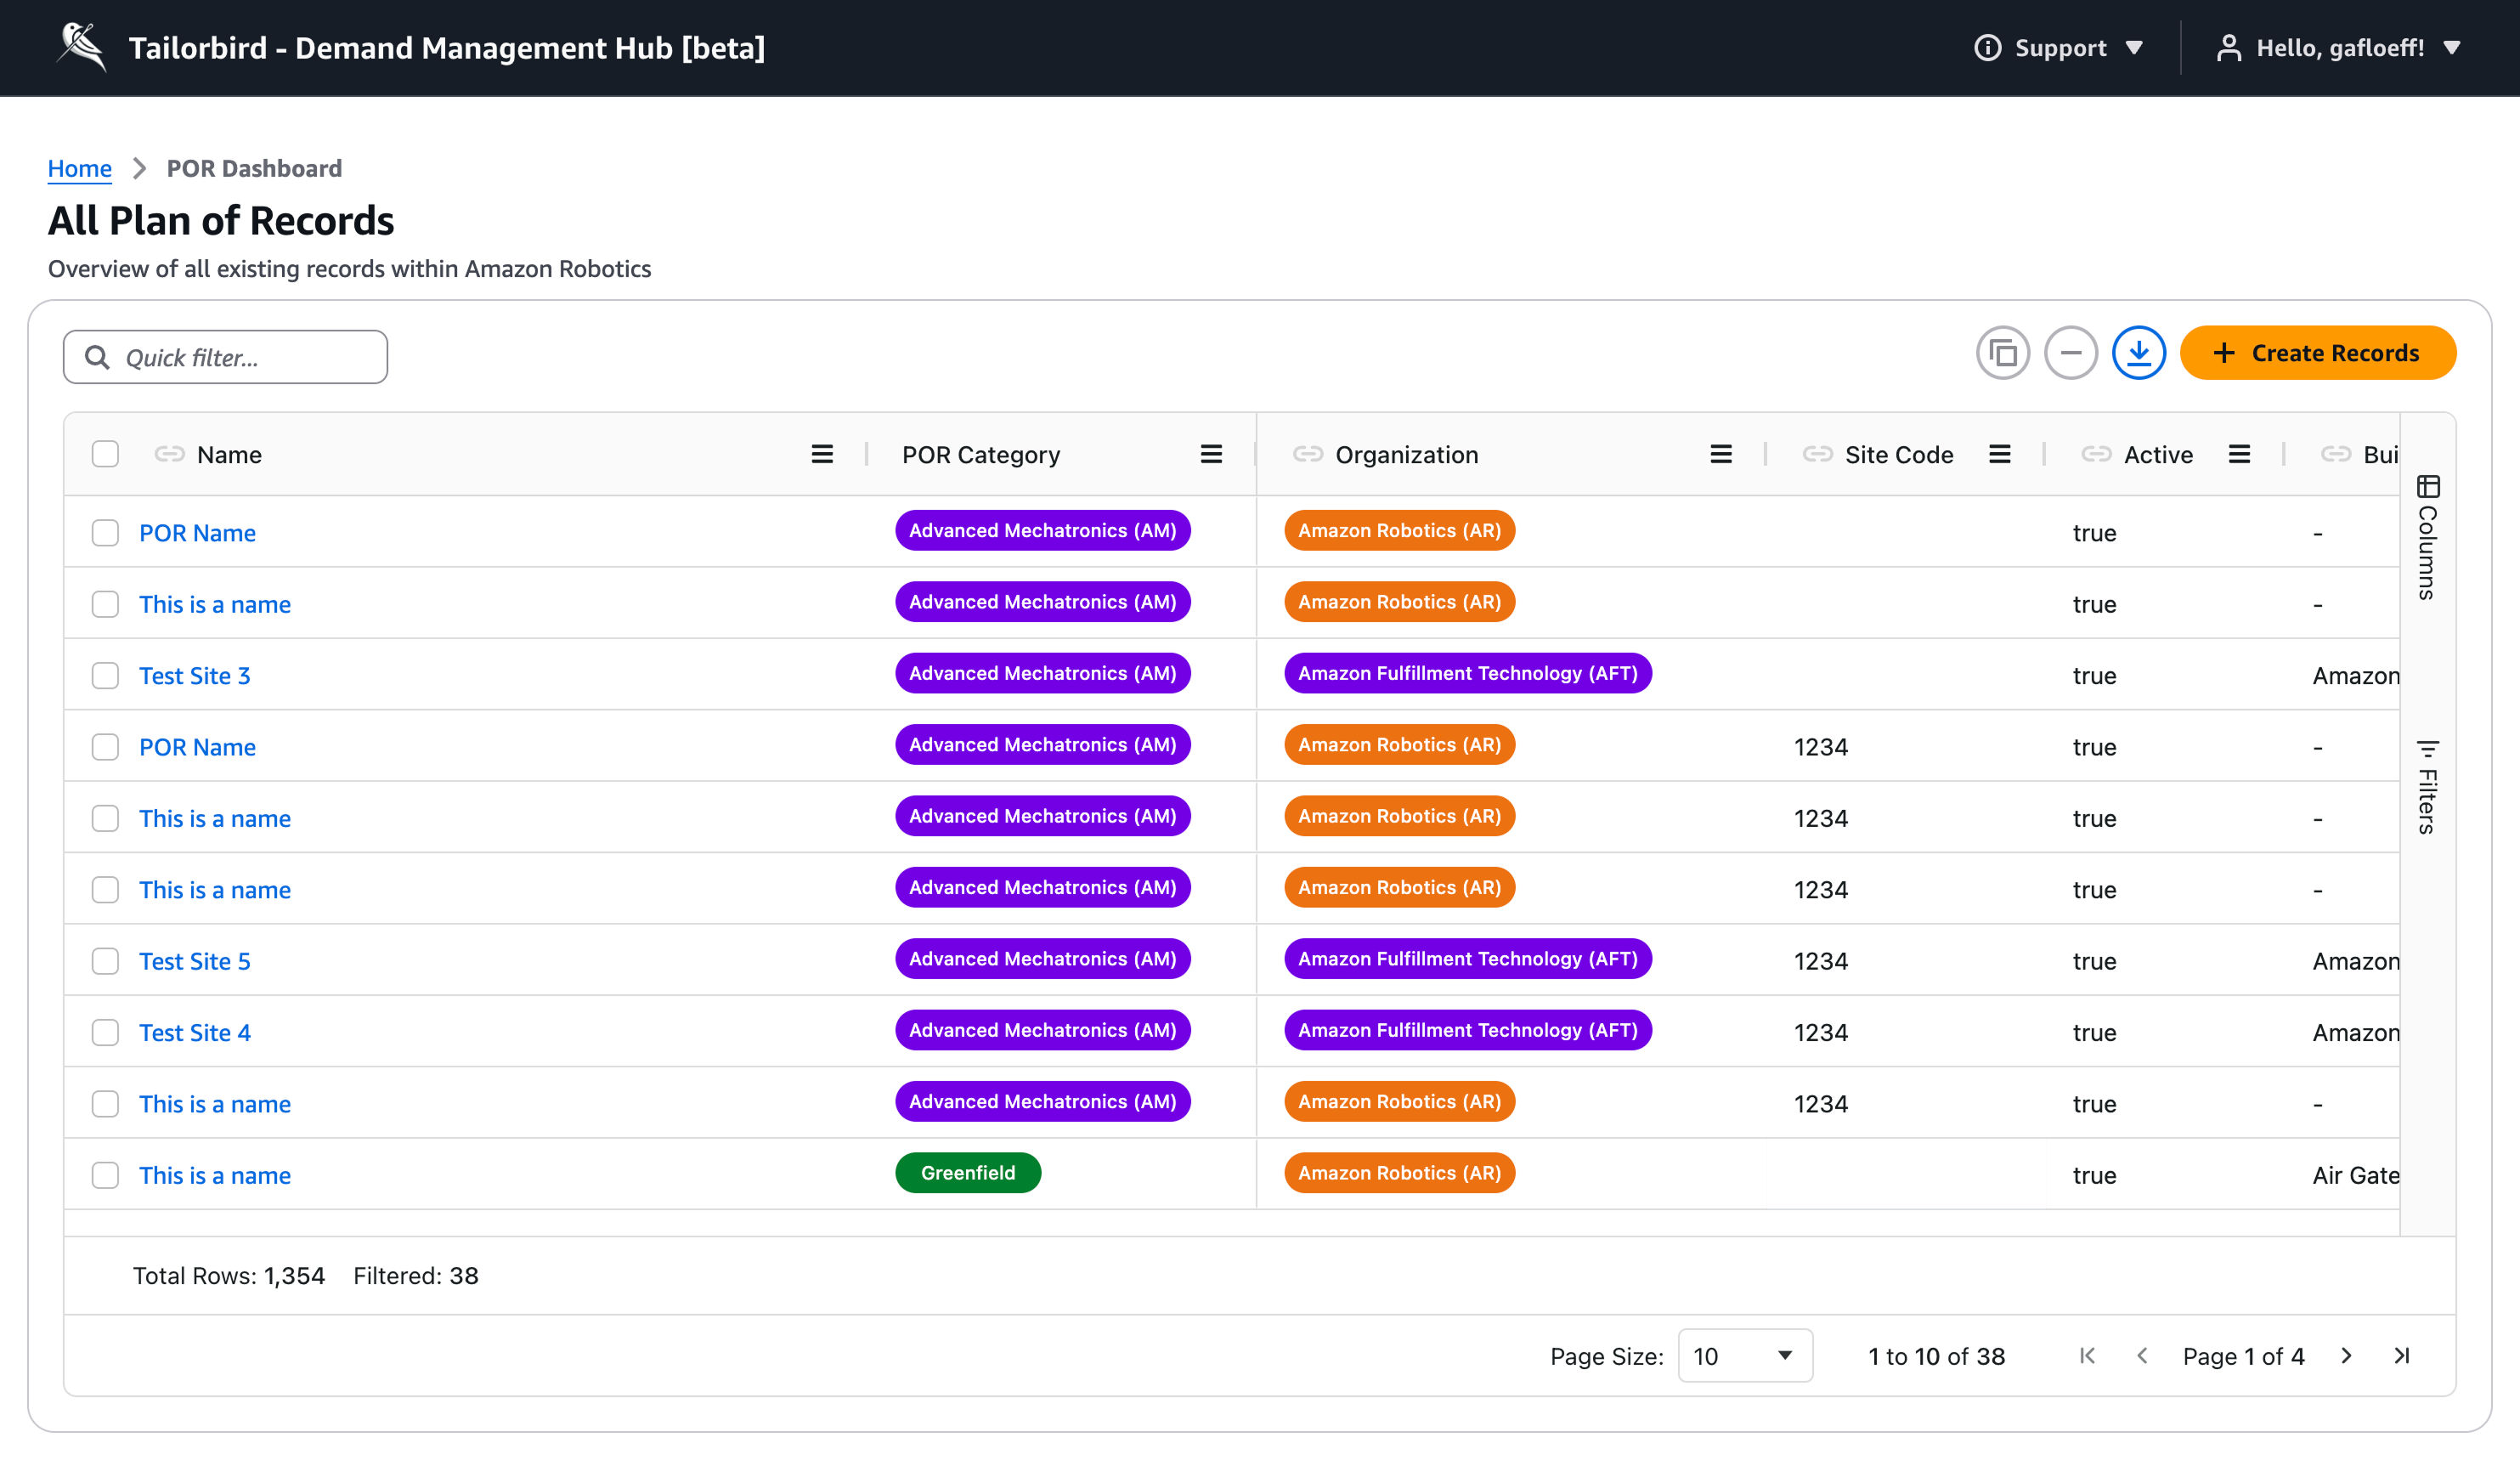 Tailorbird - Demand Management Hub [beta]
Support
Hello, gafloeff!
Home > POR Dashboard
All Plan of Records
Overview of all existing records within Amazon Robotics
Quick filter...
+ Create Records
Name POR Category Organization Site Code Active Bui
POR Name Advanced Mechatronics (AM) Amazon Robotics (AR) true -
This is a name Advanced Mechatronics (AM) Amazon Robotics (AR) true -
Test Site 3 Advanced Mechatronics (AM) Amazon Fulfillment Technology (AFT) true Amazon
POR Name Advanced Mechatronics (AM) Amazon Robotics (AR) 1234 true -
This is a name Advanced Mechatronics (AM) Amazon Robotics (AR) 1234 true -
This is a name Advanced Mechatronics (AM) Amazon Robotics (AR) 1234 true -
Test Site 5 Advanced Mechatronics (AM) Amazon Fulfillment Technology (AFT) 1234 true Amazon
Test Site 4 Advanced Mechatronics (AM) Amazon Fulfillment Technology (AFT) 1234 true Amazon
This is a name Advanced Mechatronics (AM) Amazon Robotics (AR) 1234 true -
This is a name Greenfield Amazon Robotics (AR) true Air Gate
Columns
Filters
Total Rows: 1,354 Filtered: 38
Page Size: 10 1 to 10 of 38 Page 1 of 4